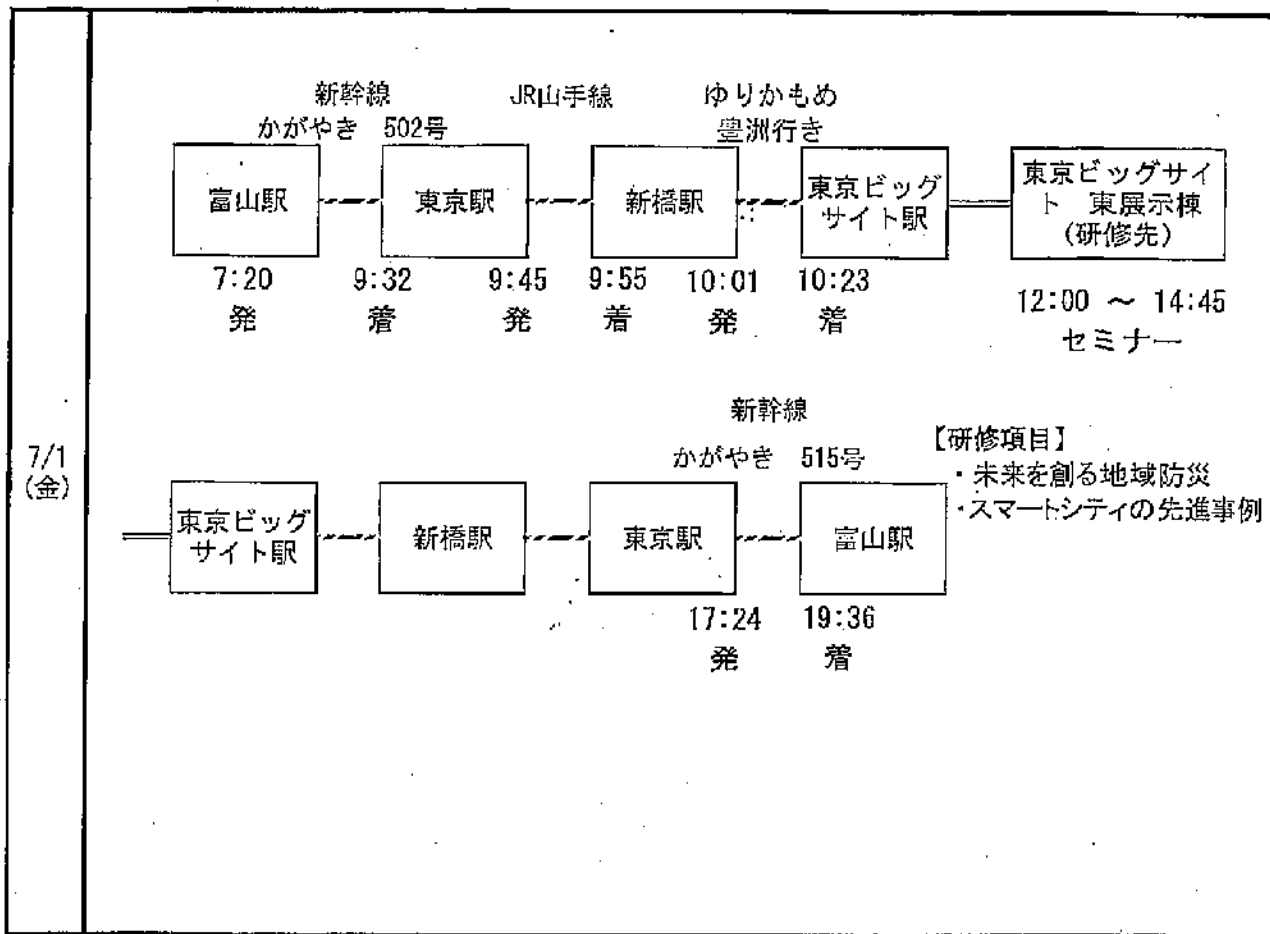 7/1
(金)
新幹線
かがやき 502号
JR山手線
ゆりかもめ
豊洲行き
富山駅
東京駅
新橋駅
東京ビッグ
サイト駅
東京ビッグサイ
ト 東展示棟
(研修先)
7:20
発
9:32
着
9:45
発
9:55
着
10:01
発
10:23
着
12:00 ～ 14:45
セミナー
新幹線
かがやき 515号
【研修項目】
・未来を創る地域防災
・スマートシティの先進事例
東京ビッグ
サイト駅
新橋駅
東京駅
富山駅
17:24
発
19:36
着